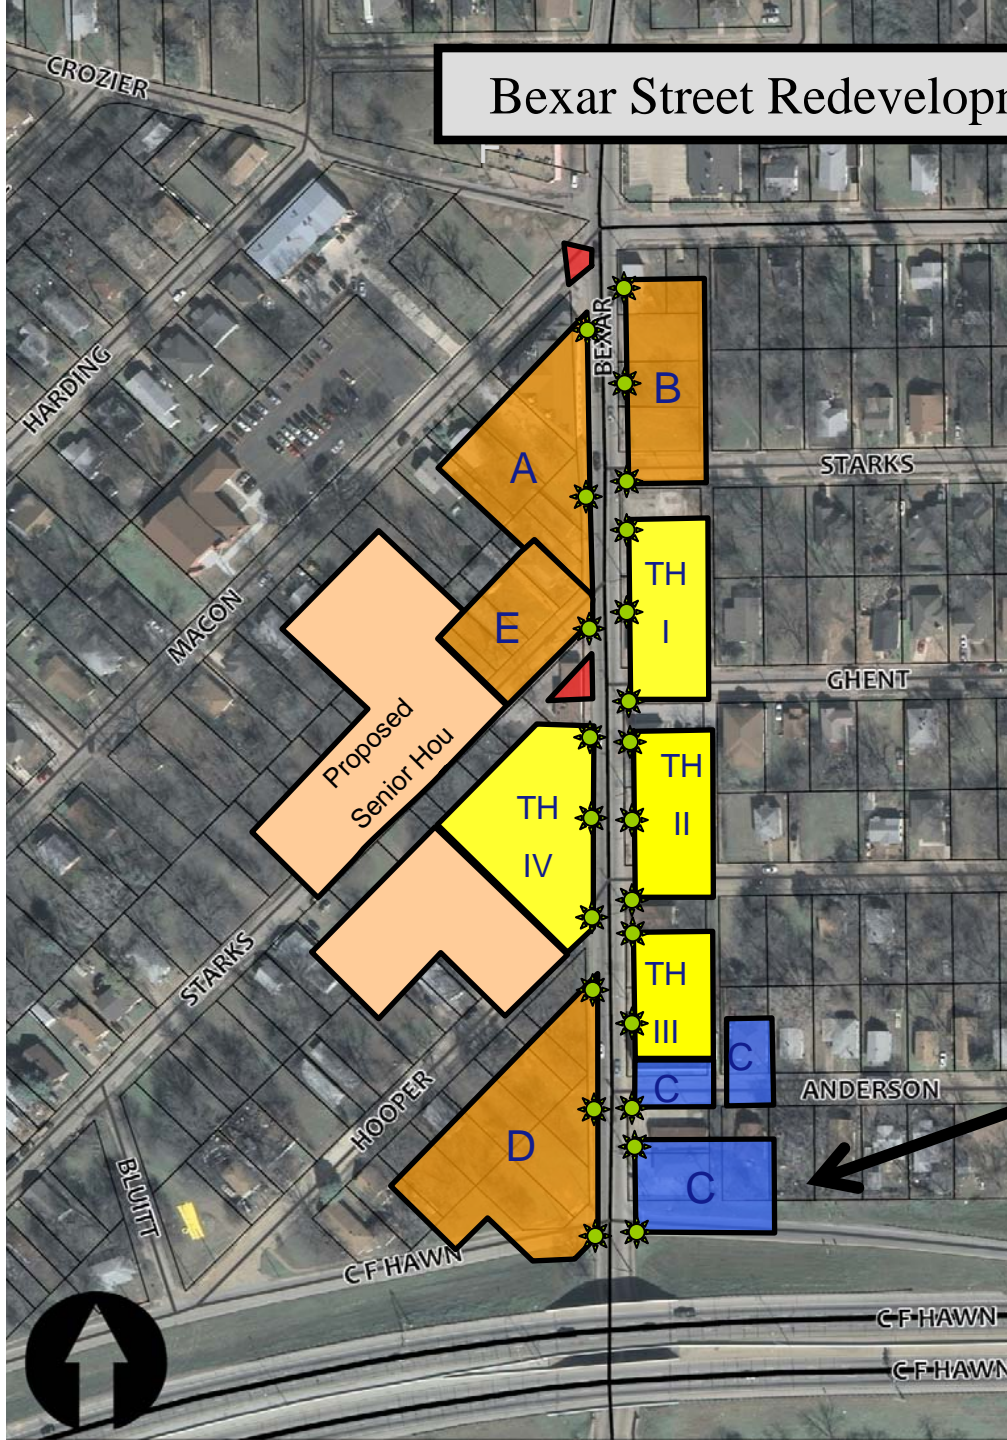 CROZIER
Bexar Street Redevelopm
BEXAR
B
HARDING
A
STARKS
TH
I
MACON
E
GHENT
Proposed
Senior Hou
TH
II
TH
IV
STARKS
TH
III
C
C
ANDERSON
HOOPER
D
BLUITT
C
C F HAWN
C F HAWN
C F HAWN